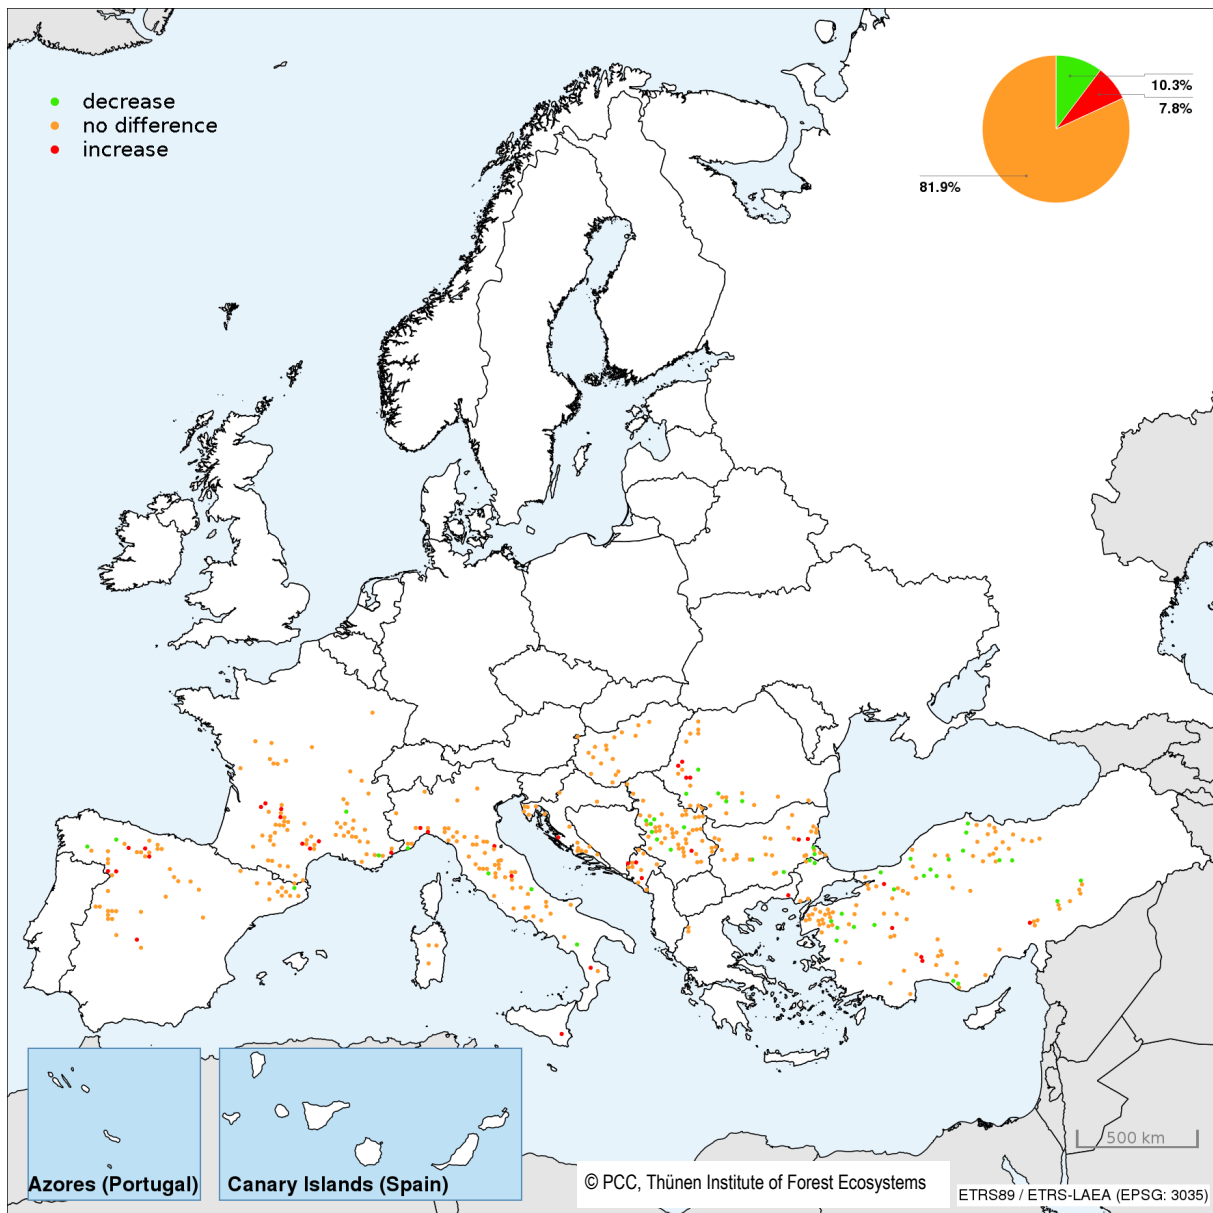 decrease
no difference
increase
10.3%
7.8%
81.9%
500 km
Azores (Portugal)
Canary Islands (Spain)
© PCC, Thünen Institute of Forest Ecosystems
ETRS89 / ETRS-LAEA (EPSG: 3035)